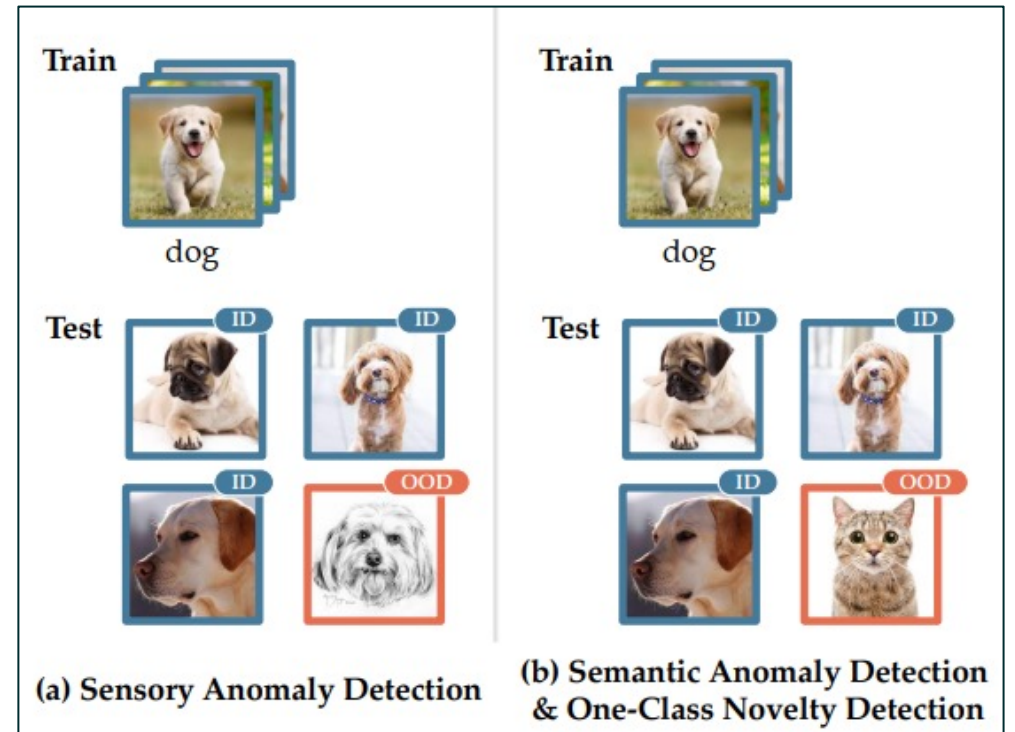 Train
dog
Test
ID
ID
ID
OOD
(a) Sensory Anomaly Detection
Train
dog
Test
ID
ID
ID
OOD
(b) Semantic Anomaly Detection
& One-Class Novelty Detection